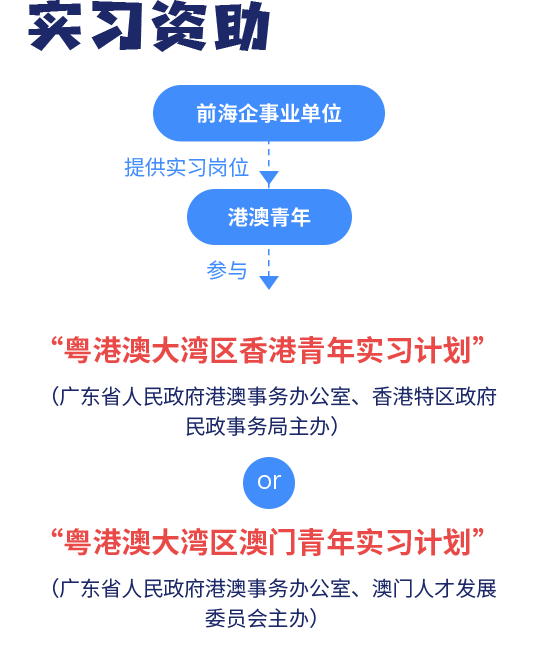 实习资助
前海企事业单位
提供实习岗位
港澳青年
参与
“粤港澳大湾区香港青年实习计划”
（广东省人民政府港澳事务办公室、香港特区政府
民政事务局主办）
or
“粤港澳大湾区澳门青年实习计划”
（广东省人民政府港澳事务办公室、澳门人才发展
委员会主办）